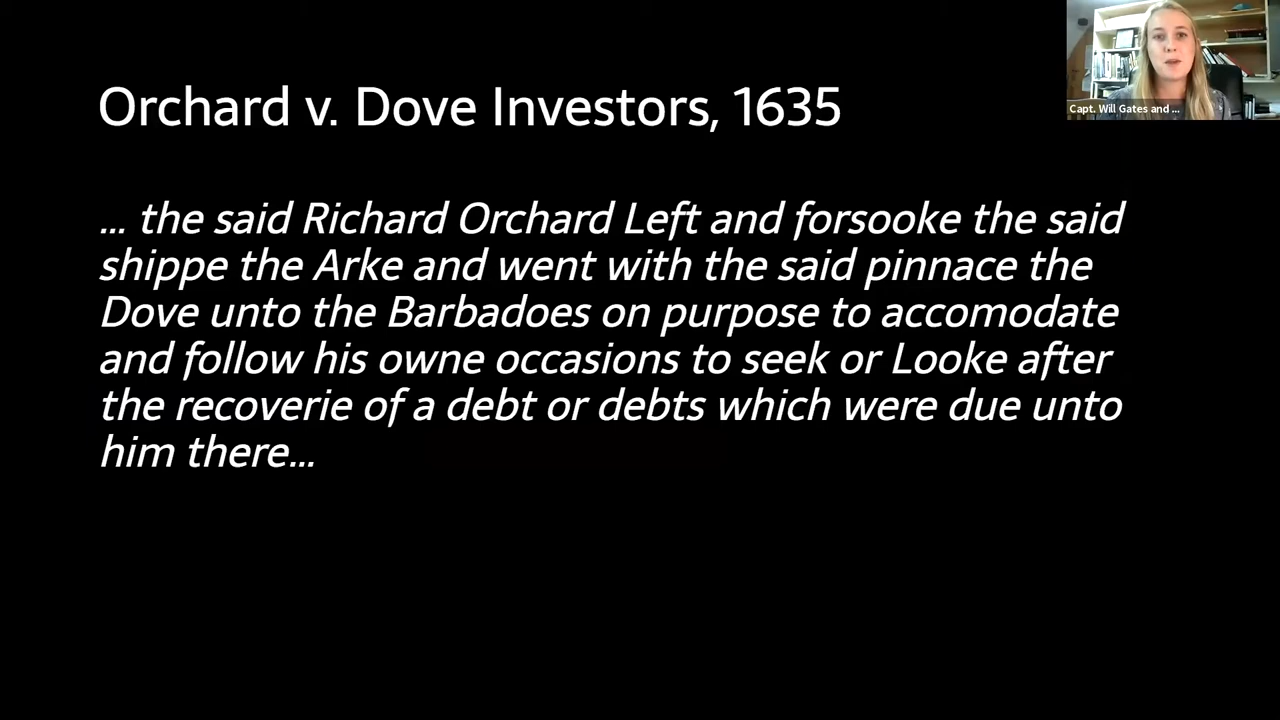 Orchard v. Dove Investors, 1635
... the said Richard Orchard Left and forsooke the said
shippe the Arke and went with the said pinnace the
Dove unto the Barbadoes on purpose to accomodate
and follow his owne occasions to seek or Looke after
the recoverie of a debt or debts which were due unto
him there...
Capt. Will Gates and ...